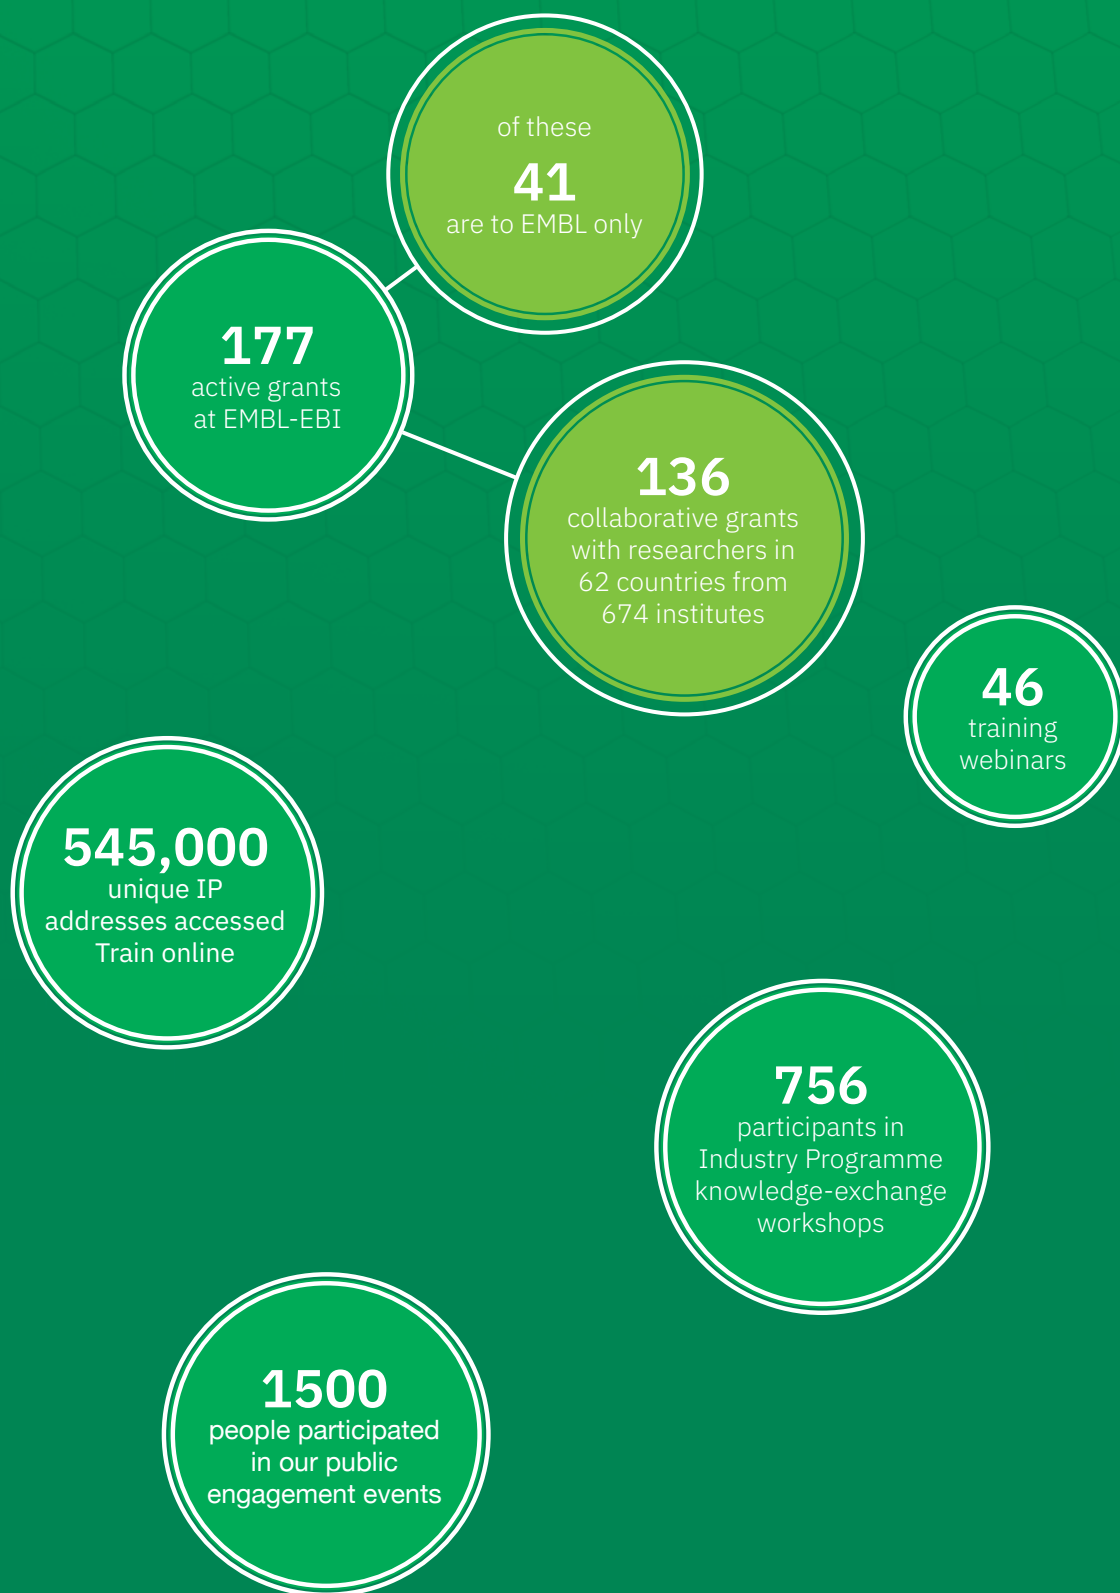 of these
41
are to EMBL only
177
active grants
at EMBL-EBI
136
collaborative grants
with researchers in
62 countries from
674 institutes
46
training
webinars
545,000
unique IP
addresses accessed
Train online
756
participants in
Industry Programme
knowledge-exchange
workshops
1500
people participated
in our public
engagement events